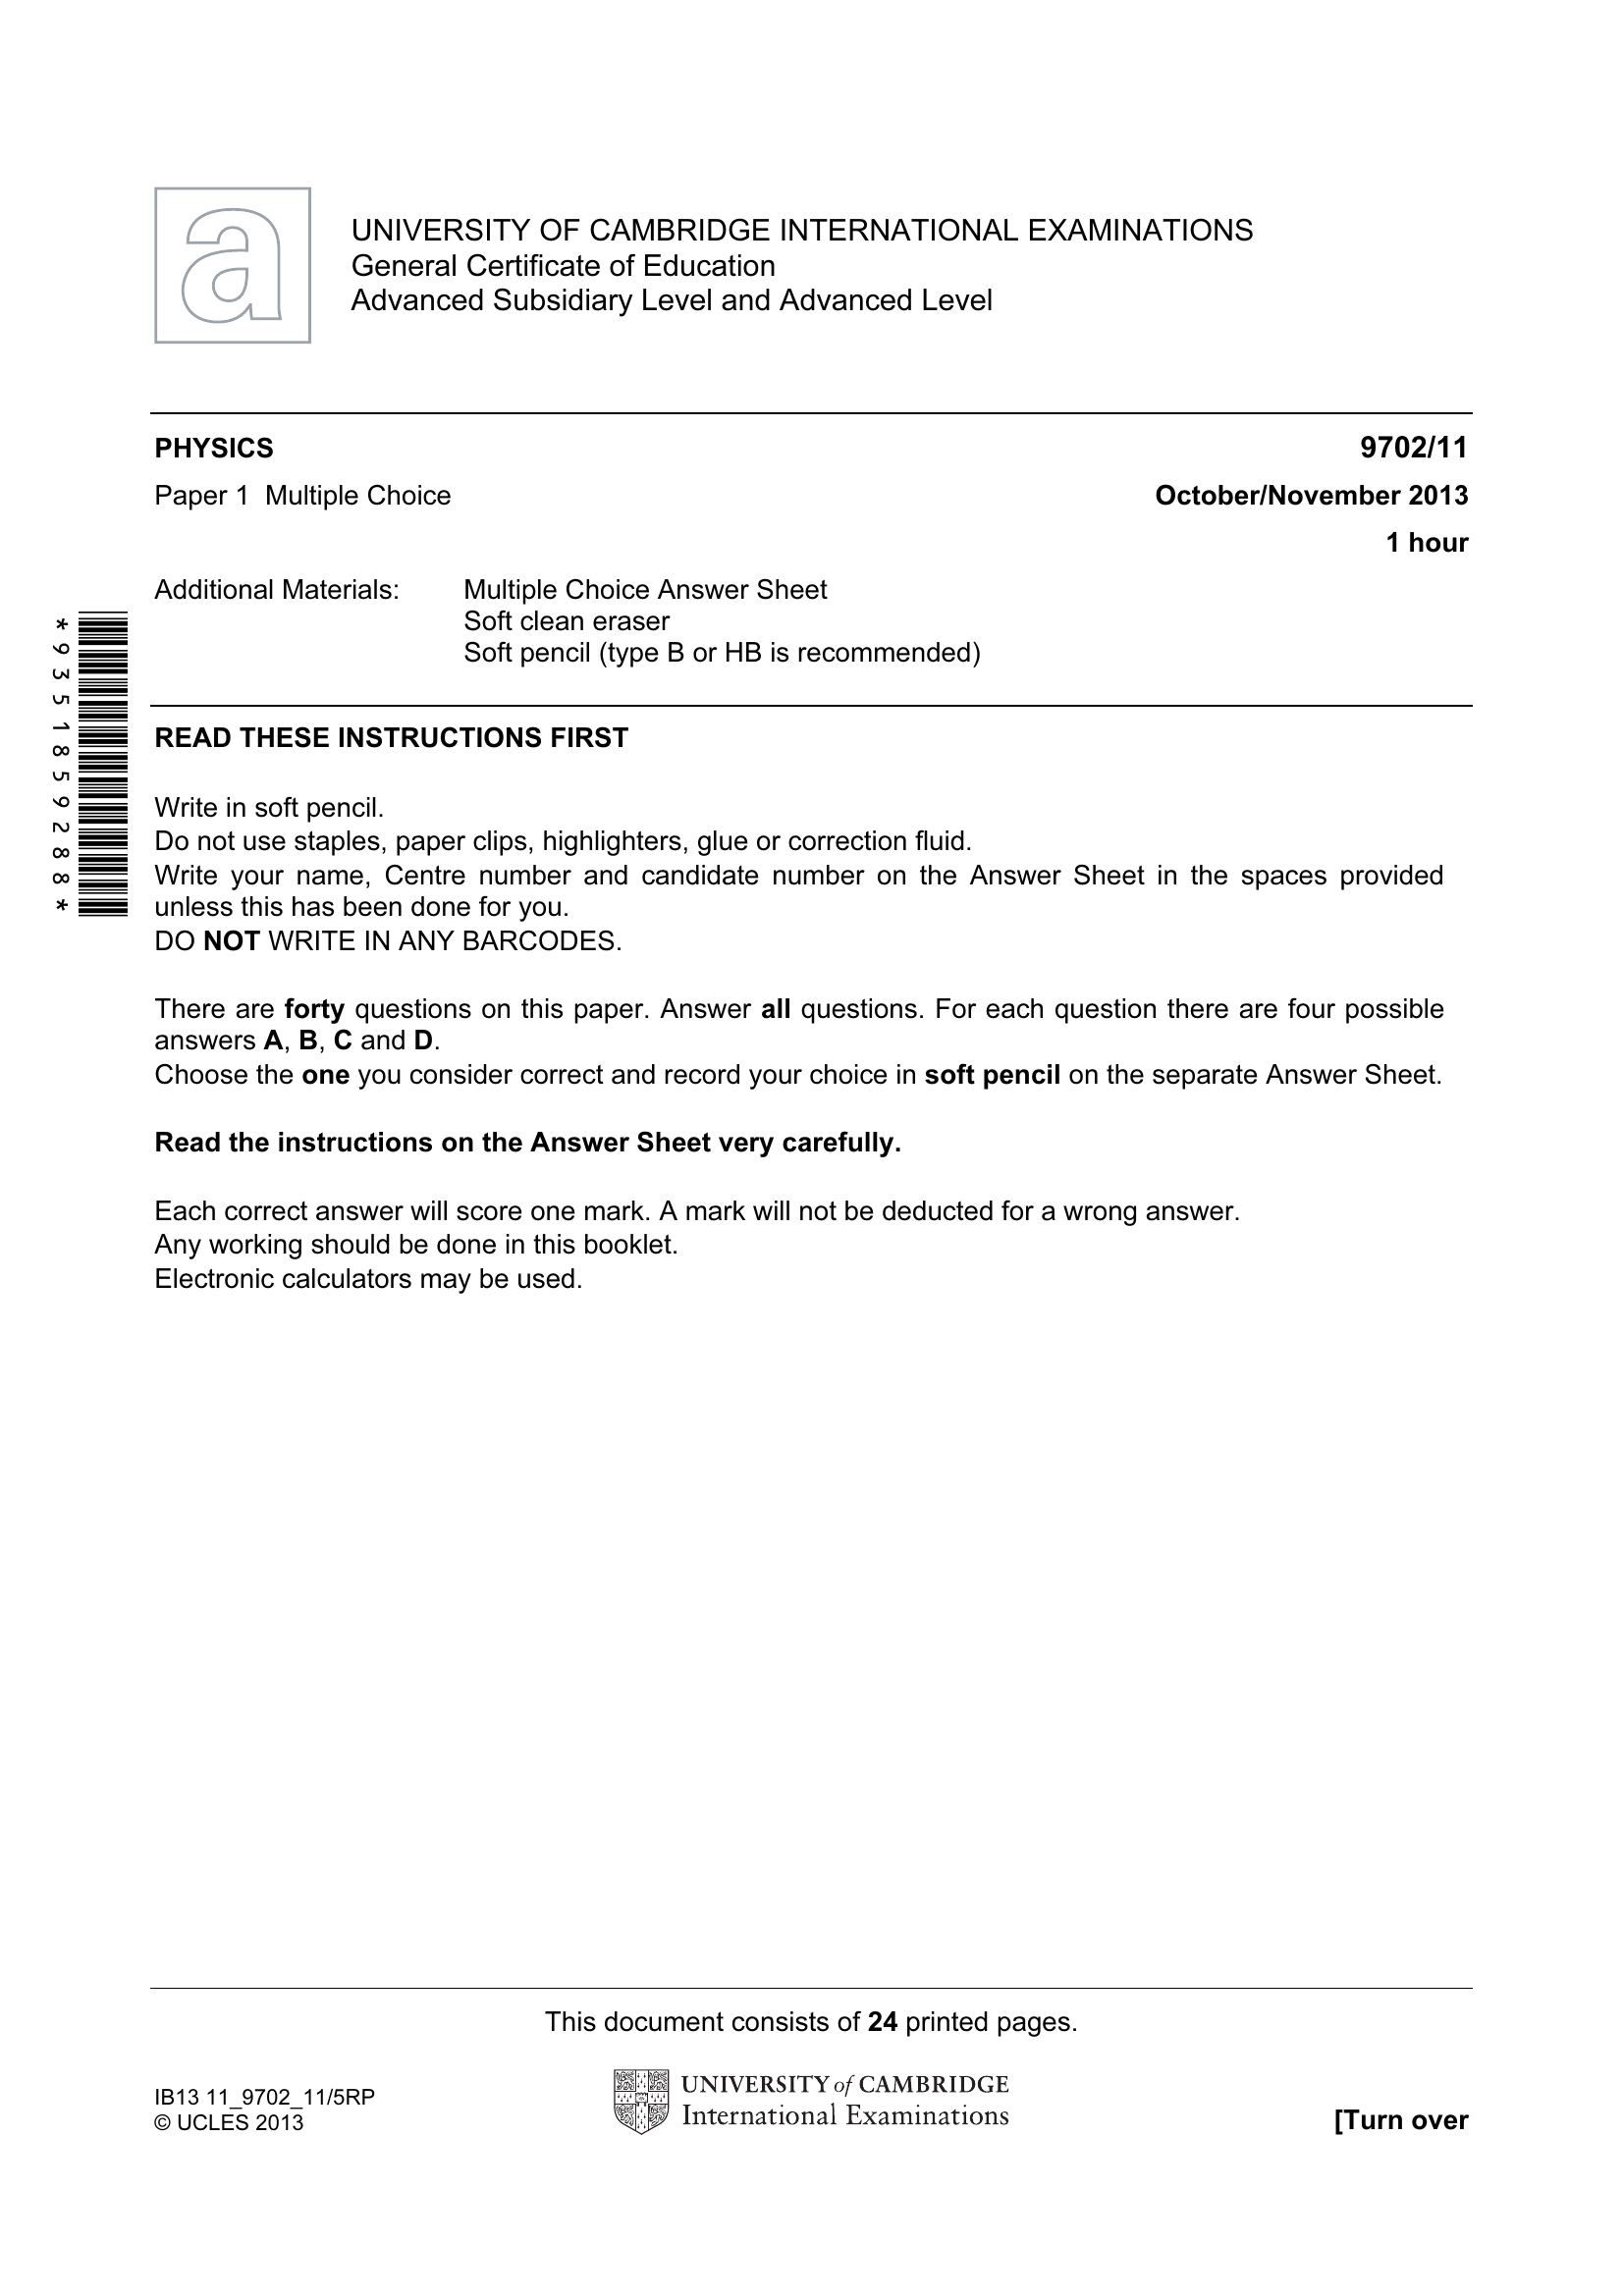 UNIVERSITY OF CAMBRIDGE INTERNATIONAL EXAMINATIONS
General Certificate of Education
Advanced Subsidiary Level and Advanced Level
PHYSICS 9702/11
Paper 1 Multiple Choice October/November 2013
1 hour
Additional Materials: Multiple Choice Answer Sheet
Soft clean eraser
Soft pencil (type B or HB is recommended)
*9351859288*
READ THESE INSTRUCTIONS FIRST
Write in soft pencil.
Do not use staples, paper clips, highlighters, glue or correction fluid.
Write your name, Centre number and candidate number on the Answer Sheet in the spaces provided
unless this has been done for you.
DO NOT WRITE IN ANY BARCODES.
There are forty questions on this paper. Answer all questions. For each question there are four possible
answers A, B, C and D.
Choose the one you consider correct and record your choice in soft pencil on the separate Answer Sheet.
Read the instructions on the Answer Sheet very carefully.
Each correct answer will score one mark. A mark will not be deducted for a wrong answer.
Any working should be done in this booklet.
Electronic calculators may be used.
This document consists of 24 printed pages.
IB13 11_9702_11/5RP
© UCLES 2013
UNIVERSITY of CAMBRIDGE
International Examinations
[Turn over